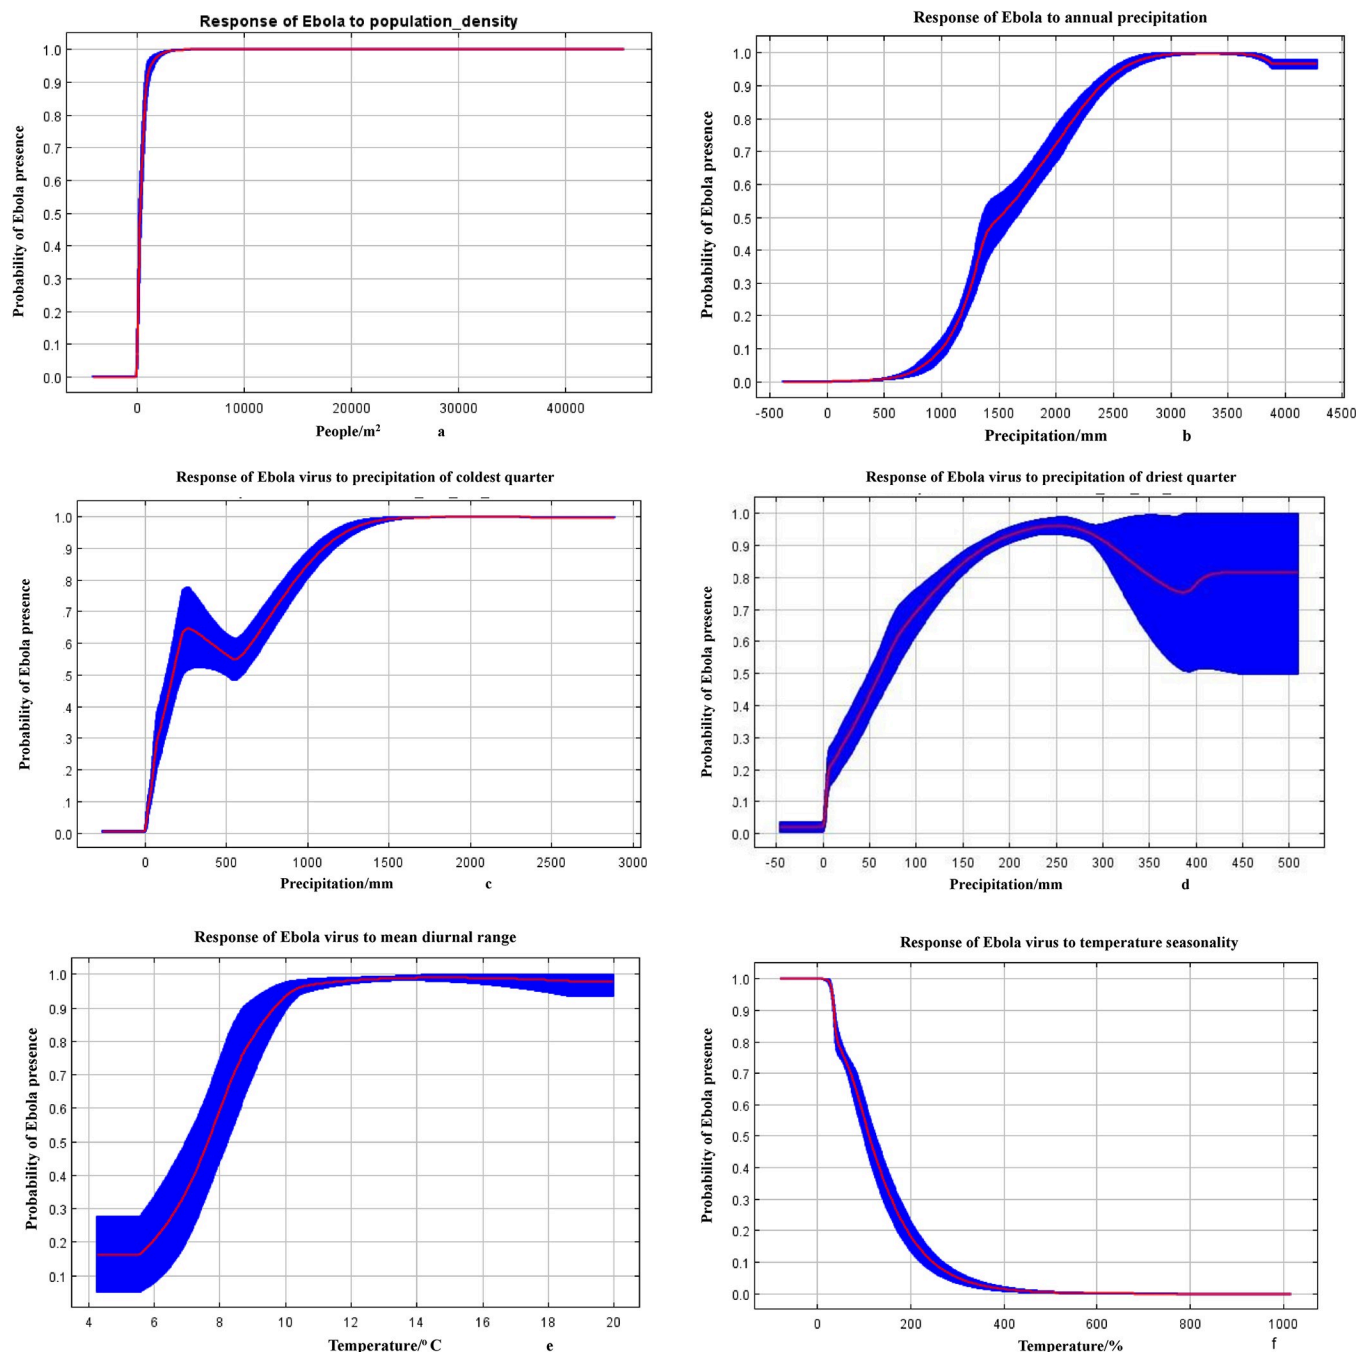 Response of Ebola to population_density
Probability of Ebola presence
1.0
0.9
0.8
0.7
0.6
0.5
0.4
0.3
0.2
0.1
0.0
0 10000 20000 30000 40000
People/m² a
Response of Ebola to annual precipitation
Probability of Ebola presence
1.0
0.9
0.8
0.7
0.6
0.5
0.4
0.3
0.2
0.1
0.0
-500 0 500 1000 1500 2000 2500 3000 3500 4000 4500
Precipitation/mm b
Response of Ebola virus to precipitation of coldest quarter
Probability of Ebola presence
1.0
.9
.8
.7
.6
.5
.4
.3
.2
.1
0.0
0 500 1000 1500 2000 2500 3000
Precipitation/mm c
Response of Ebola virus to precipitation of driest quarter
Probability of Ebola presence
1.0
0.9
0.8
0.7
0.6
0.5
0.4
0.3
0.2
0.1
0.0
-50 0 50 100 150 200 250 300 350 400 450 500
Precipitation/mm d
Response of Ebola virus to mean diurnal range
Probability of Ebola presence
1.0
0.9
0.8
0.7
0.6
0.5
0.4
0.3
0.2
0.1
4 6 8 10 12 14 16 18 20
Temperature/⁰ C e
Response of Ebola virus to temperature seasonality
Probability of Ebola presence
1.0
0.9
0.8
0.7
0.6
0.5
0.4
0.3
0.2
0.1
0.0
0 200 400 600 800 1000
Temperature/% f